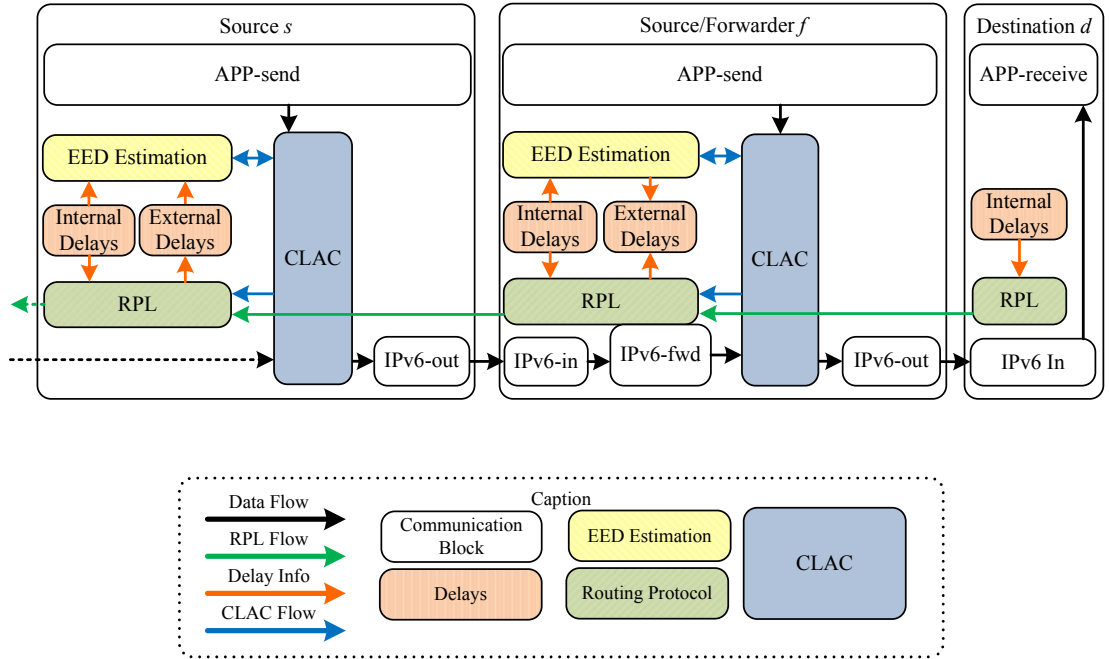 Source s
Source/Forwarder f
Destination d
APP-send
APP-send
APP-receive
EED Estimation
EED Estimation
Internal
Delays
External
Delays
CLAC
Internal
Delays
External
Delays
CLAC
Internal
Delays
RPL
RPL
RPL
IPv6-out
IPv6-in
IPv6-fwd
IPv6-out
IPv6 In
Caption
Data Flow
RPL Flow
Delay Info
CLAC Flow
Communication
Block
EED Estimation
Delays
Routing Protocol
CLAC